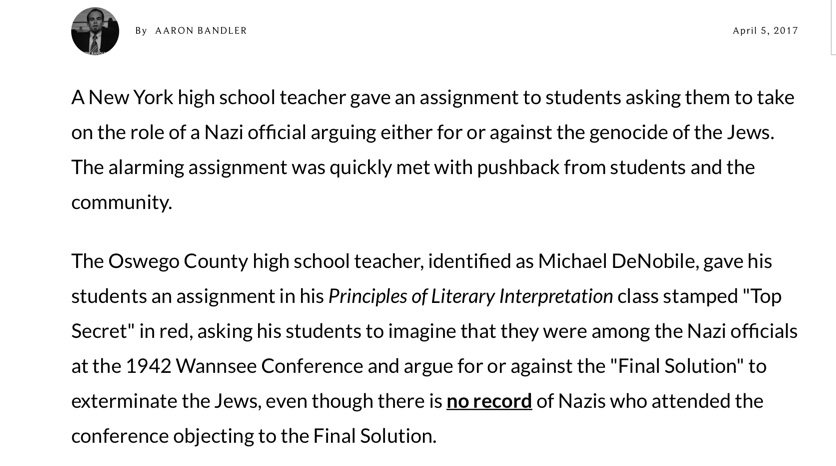 By AARON BANDLER
April 5, 2017
A New York high school teacher gave an assignment to students asking them to take
on the role of a Nazi official arguing either for or against the genocide of the Jews.
The alarming assignment was quickly met with pushback from students and the
community.
The Oswego County high school teacher, identified as Michael DeNobile, gave his
students an assignment in his Principles of Literary Interpretation class stamped "Top
Secret" in red, asking his students to imagine that they were among the Nazi officials
at the 1942 Wannsee Conference and argue for or against the "Final Solution" to
exterminate the Jews, even though there is no record of Nazis who attended the
conference objecting to the Final Solution.